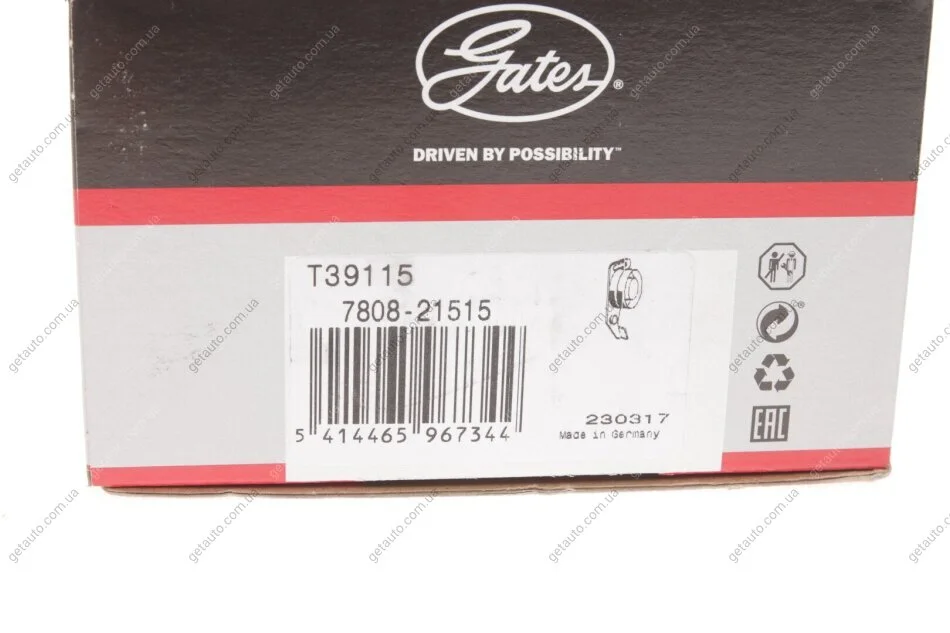 Gates®
DRIVEN BY POSSIBILITY™
T39115
7808-21515
5 414465 967344
230317
Made in Germany
®
EAC
getauto.com.ua